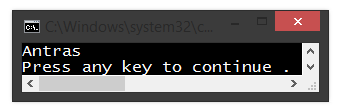 C:\Windows\system32\c...
Antras
Press any key to continue .